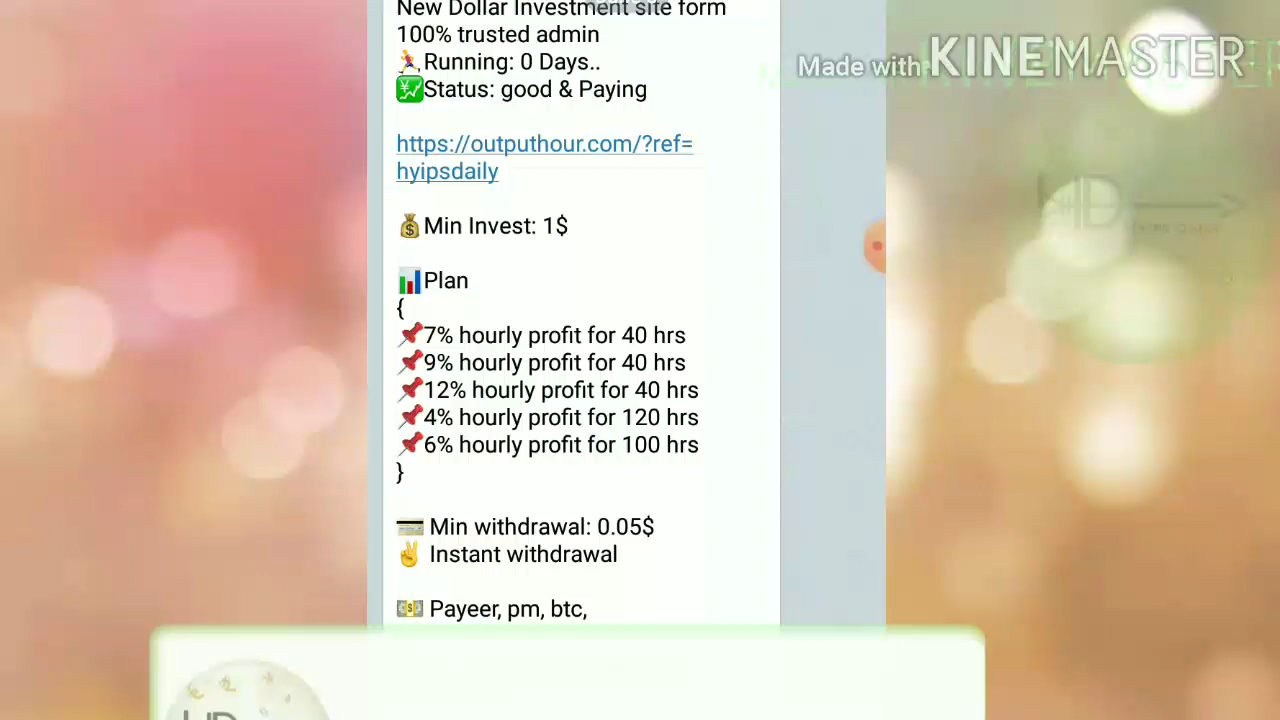 New Dollar Investment site form
100% trusted admin
🏃Running: 0 Days..
💹Status: good & Paying
https://outputhour.com/?ref=
hyipsdaily
💰Min Invest: 1$
📊Plan
{
📌7% hourly profit for 40 hrs
📌9% hourly profit for 40 hrs
📌12% hourly profit for 40 hrs
📌4% hourly profit for 120 hrs
📌6% hourly profit for 100 hrs
}
💳 Min withdrawal: 0.05$
✌️ Instant withdrawal
💵 Payeer, pm, btc,
Made with KINEMASTER
HD